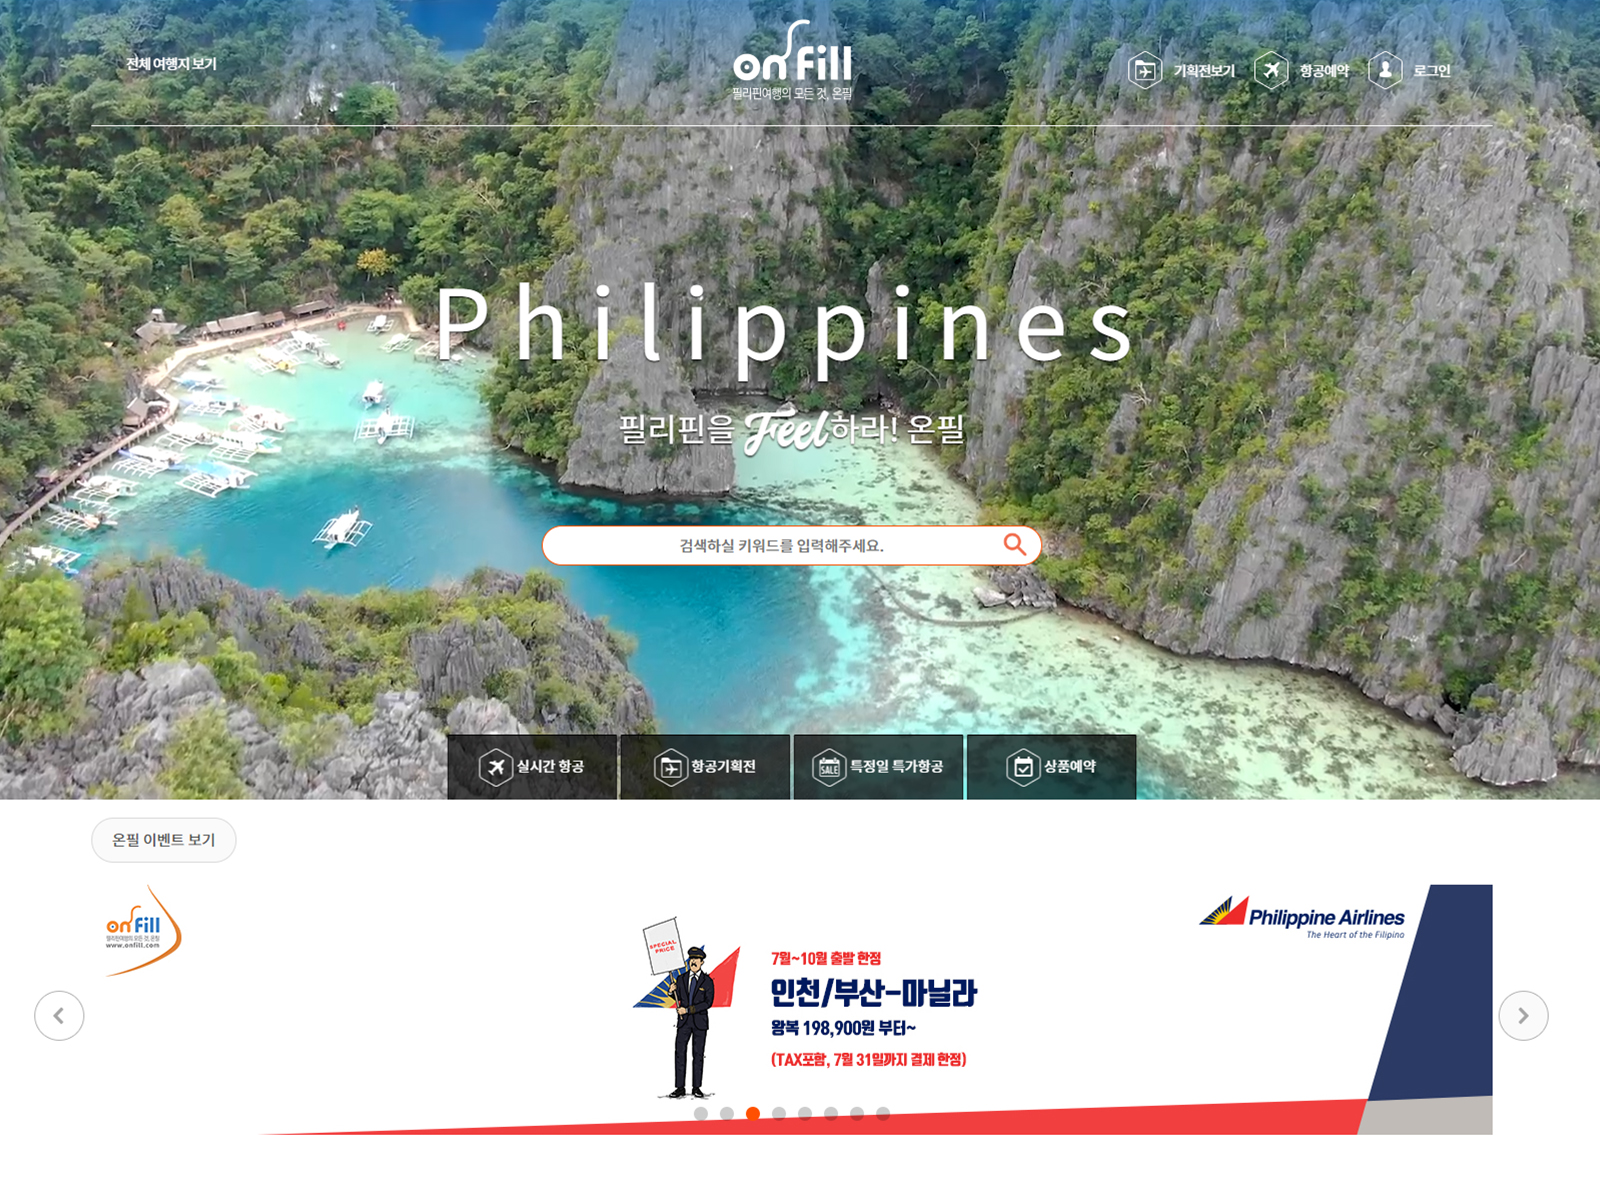 전체 여행지 보기
onfill
필리핀여행의 모든 것, 온필
기획전보기
항공예약
로그인
Philippines
필리핀을 Feel하라! 온필
검색하실 키워드를 입력해주세요.
실시간 항공
항공기획전
SALE
특정일 특가항공
상품예약
온필 이벤트 보기
onfill
필리핀여행의 모든 것, 온필
www.onfill.com
SPECIAL
PRICE
7월~10월 출발 한정
인천/부산-마닐라
왕복 198,900원 부터~
(TAX포함, 7월 31일까지 결제 한정)
Philippine Airlines
The Heart of the Filipino